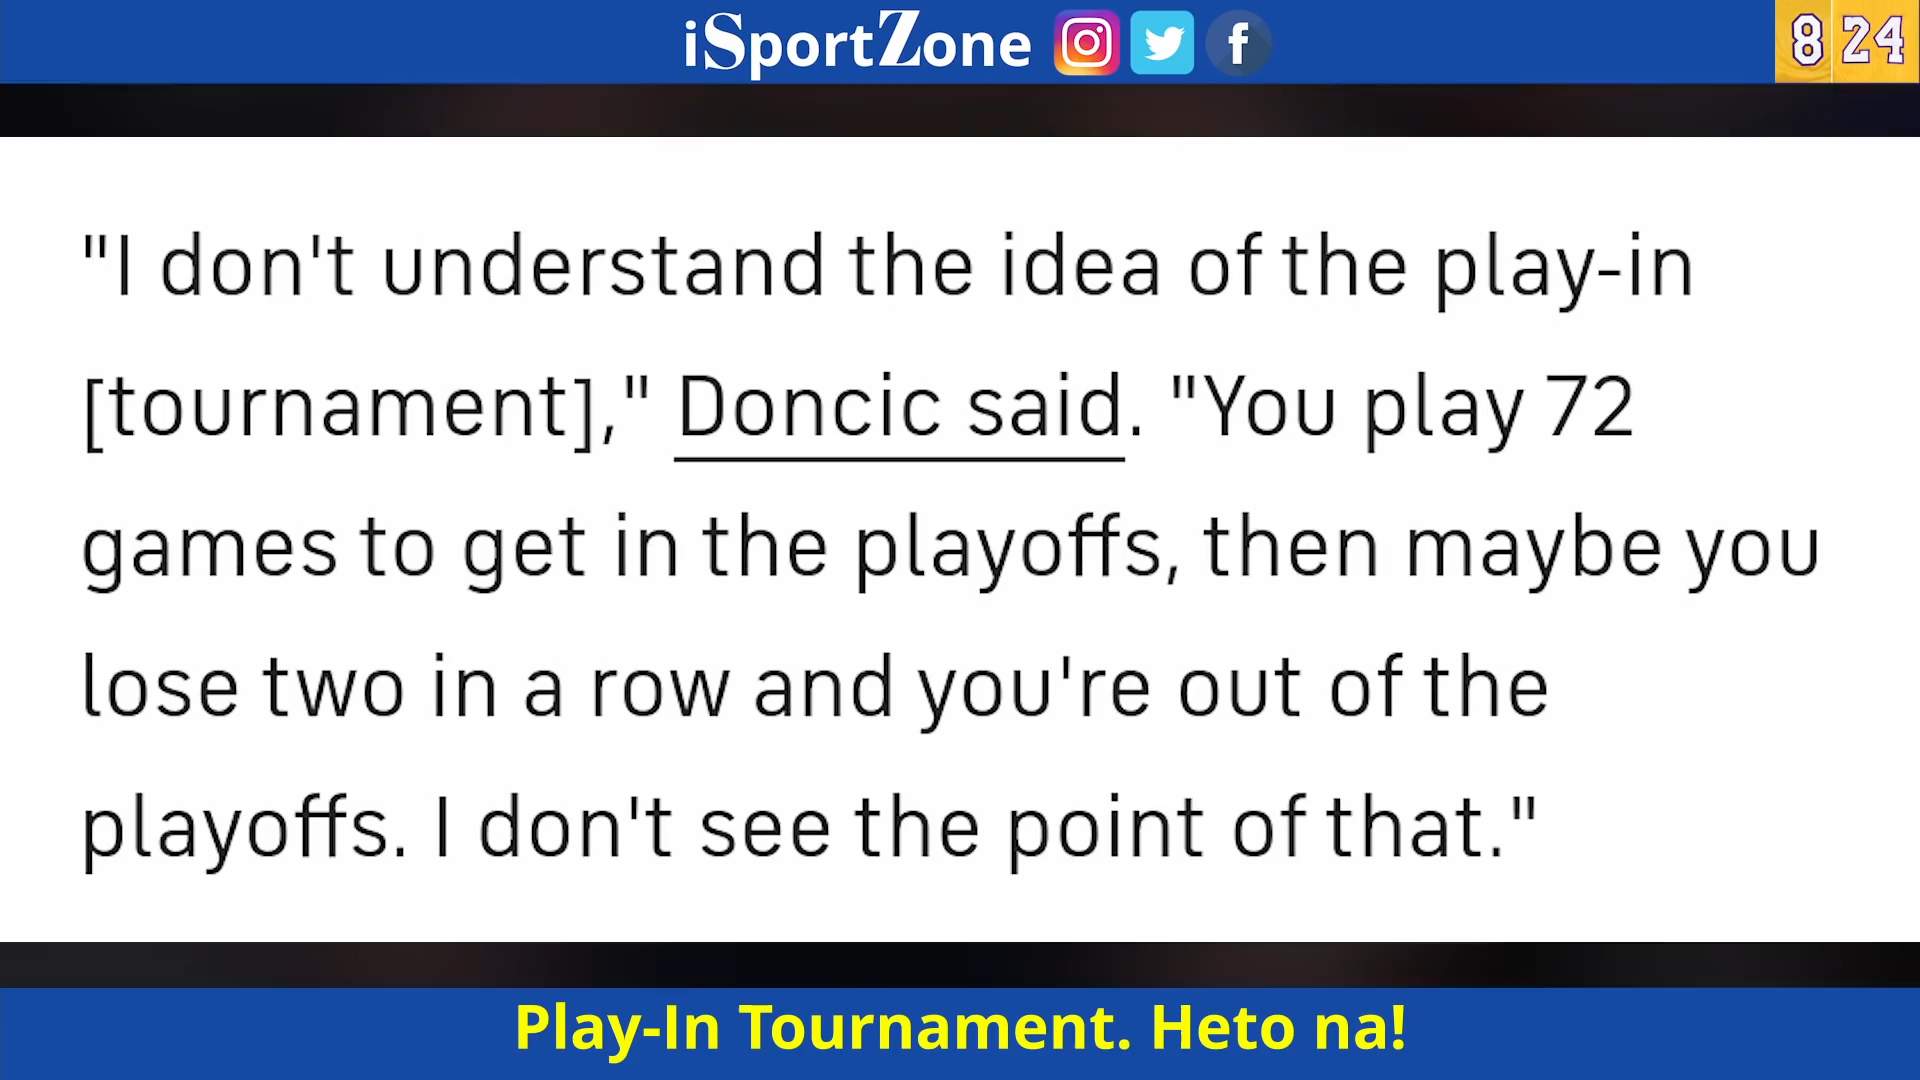 iSportZone
8 24
"I don't understand the idea of the play-in
[tournament]," Doncic said. "You play 72
games to get in the playoffs, then maybe you
lose two in a row and you're out of the
playoffs. I don't see the point of that."
Play-In Tournament. Heto na!